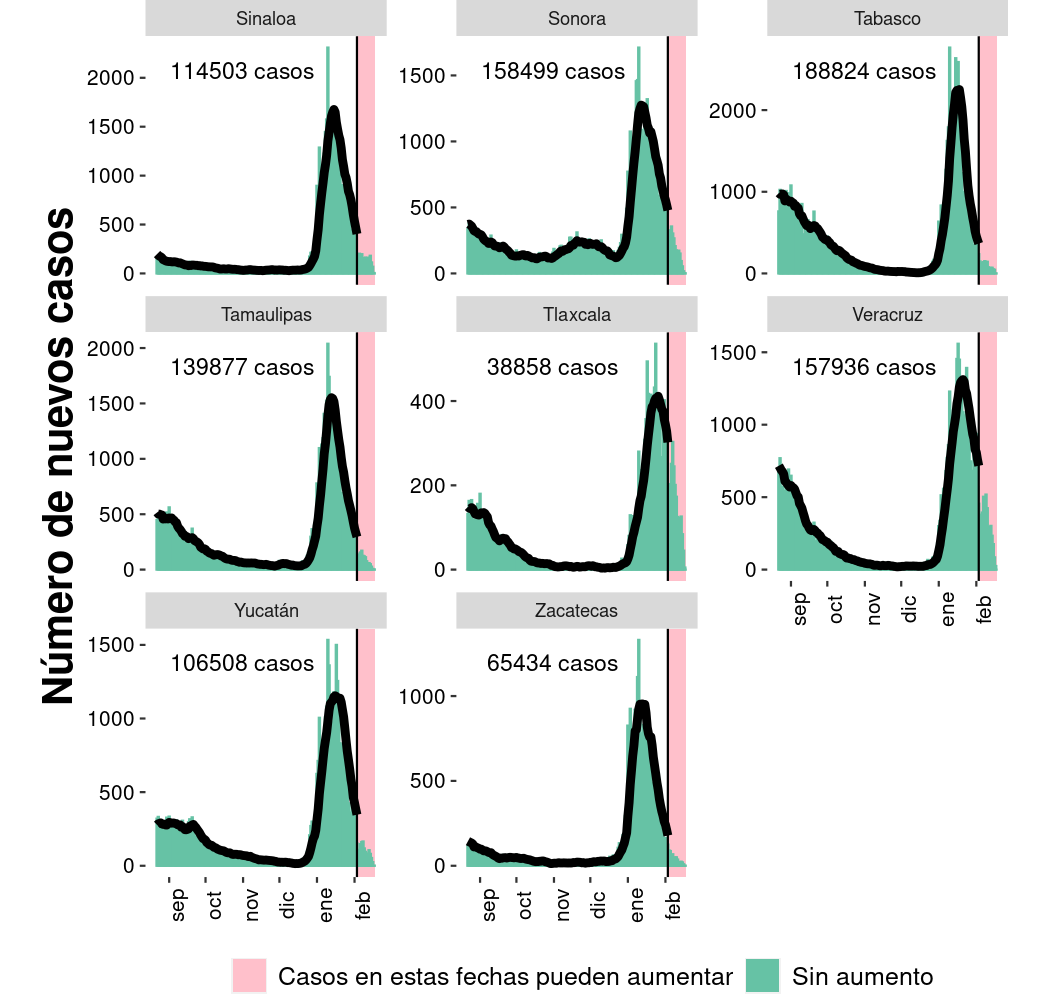 Número de nuevos casos
Sinaloa
114503 casos
2000
1500
1000
500
0
Sonora
158499 casos
1500
1000
500
0
Tabasco
188824 casos
2000
1000
0
Tamaulipas
139877 casos
2000
1500
1000
500
0
Tlaxcala
38858 casos
400
200
0
Veracruz
157936 casos
1500
1000
500
0
sep oct nov dic ene feb
Yucatán
106508 casos
1500
1000
500
0
sep oct nov dic ene feb
Zacatecas
65434 casos
1000
500
0
sep oct nov dic ene feb
Casos en estas fechas pueden aumentar Sin aumento